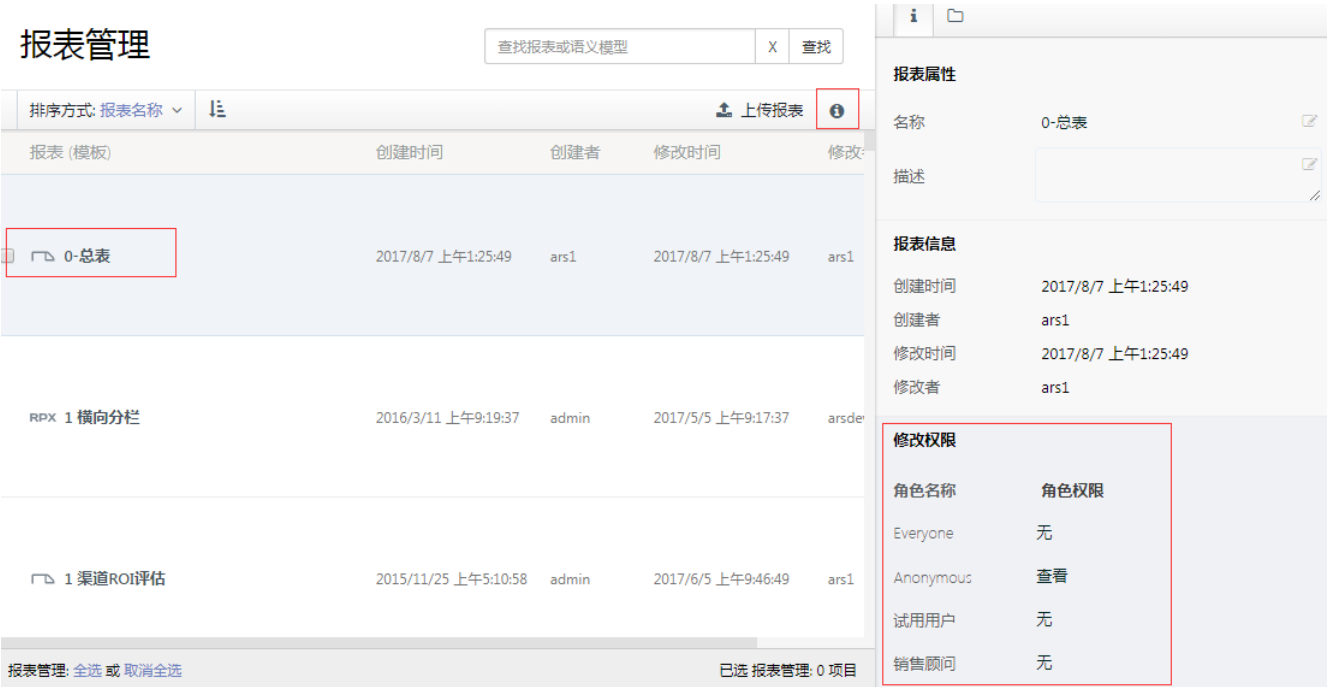 报表管理
查找报表或语义模型 X 查找
排序方式: 报表名称 上传报表
报表 (模板) 创建时间 创建者 修改时间
0-总表 2017/8/7 上午1:25:49 ars1 2017/8/7 上午1:25:49 ars1
RPX 1 横向分栏 2016/3/11 上午9:19:37 admin 2017/5/5 上午9:17:37 arsde
1 渠道ROI评估 2015/11/25 上午5:10:58 admin 2017/6/5 上午9:46:49 ars1
报表管理: 全选 或 取消全选 已选 报表管理: 0 项目
报表属性
名称 0-总表
描述
报表信息
创建时间 2017/8/7 上午1:25:49
创建者 ars1
修改时间 2017/8/7 上午1:25:49
修改者 ars1
修改权限
角色名称 角色权限
Everyone 无
Anonymous 查看
试用用户 无
销售顾问 无